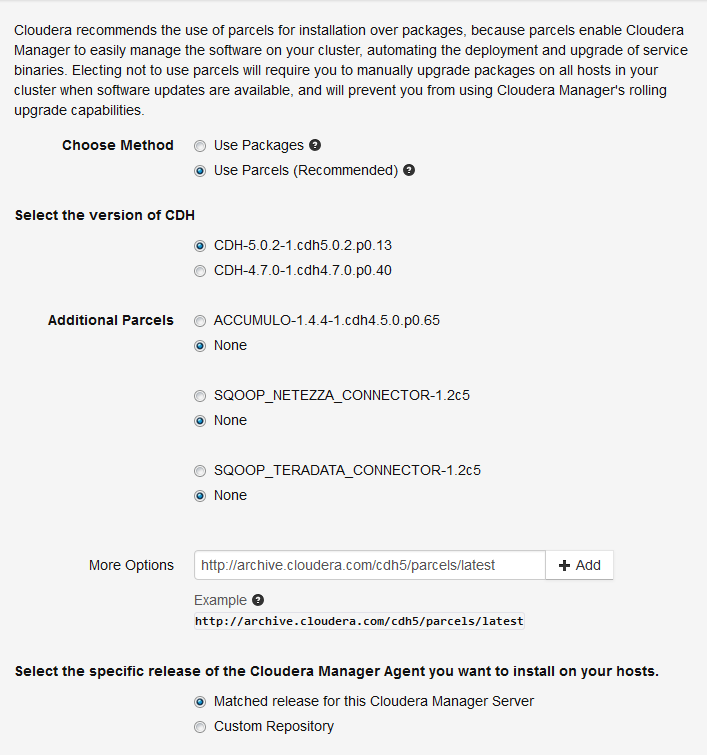 Cloudera recommends the use of parcels for installation over packages, because parcels enable Cloudera
Manager to easily manage the software on your cluster, automating the deployment and upgrade of service
binaries. Electing not to use parcels will require you to manually upgrade packages on all hosts in your
cluster when software updates are available, and will prevent you from using Cloudera Manager's rolling
upgrade capabilities.
Choose Method Use Packages ?
Use Parcels (Recommended) ?
Select the version of CDH
CDH-5.0.2-1.cdh5.0.2.p0.13
CDH-4.7.0-1.cdh4.7.0.p0.40
Additional Parcels ACCUMULO-1.4.4-1.cdh4.5.0.p0.65
None
SQOOP_NETEZZA_CONNECTOR-1.2c5
None
SQOOP_TERADATA_CONNECTOR-1.2c5
None
More Options http://archive.cloudera.com/cdh5/parcels/latest + Add
Example ?
http://archive.cloudera.com/cdh5/parcels/latest
Select the specific release of the Cloudera Manager Agent you want to install on your hosts.
Matched release for this Cloudera Manager Server
Custom Repository